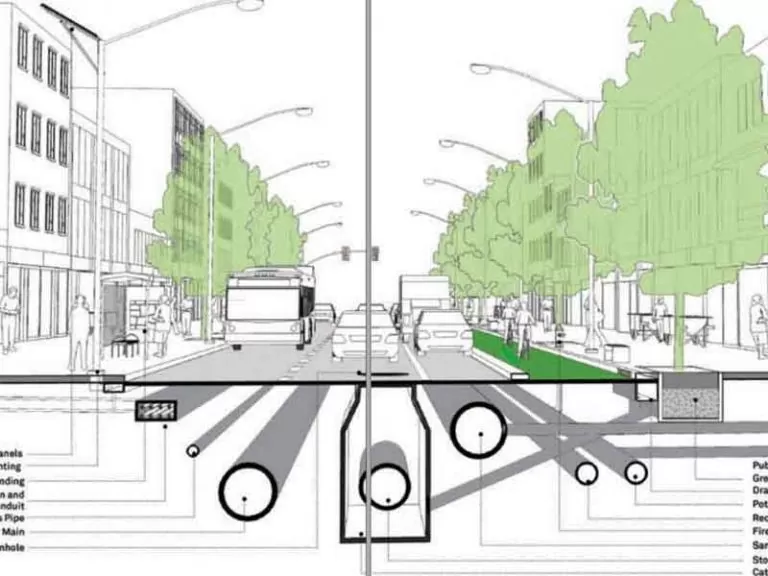 anels
nting
nding
n and
nduit
s Pipe
Main
nhole
Pub
Gre
Dra
Pot
Rec
Fire
San
Sto
Cat